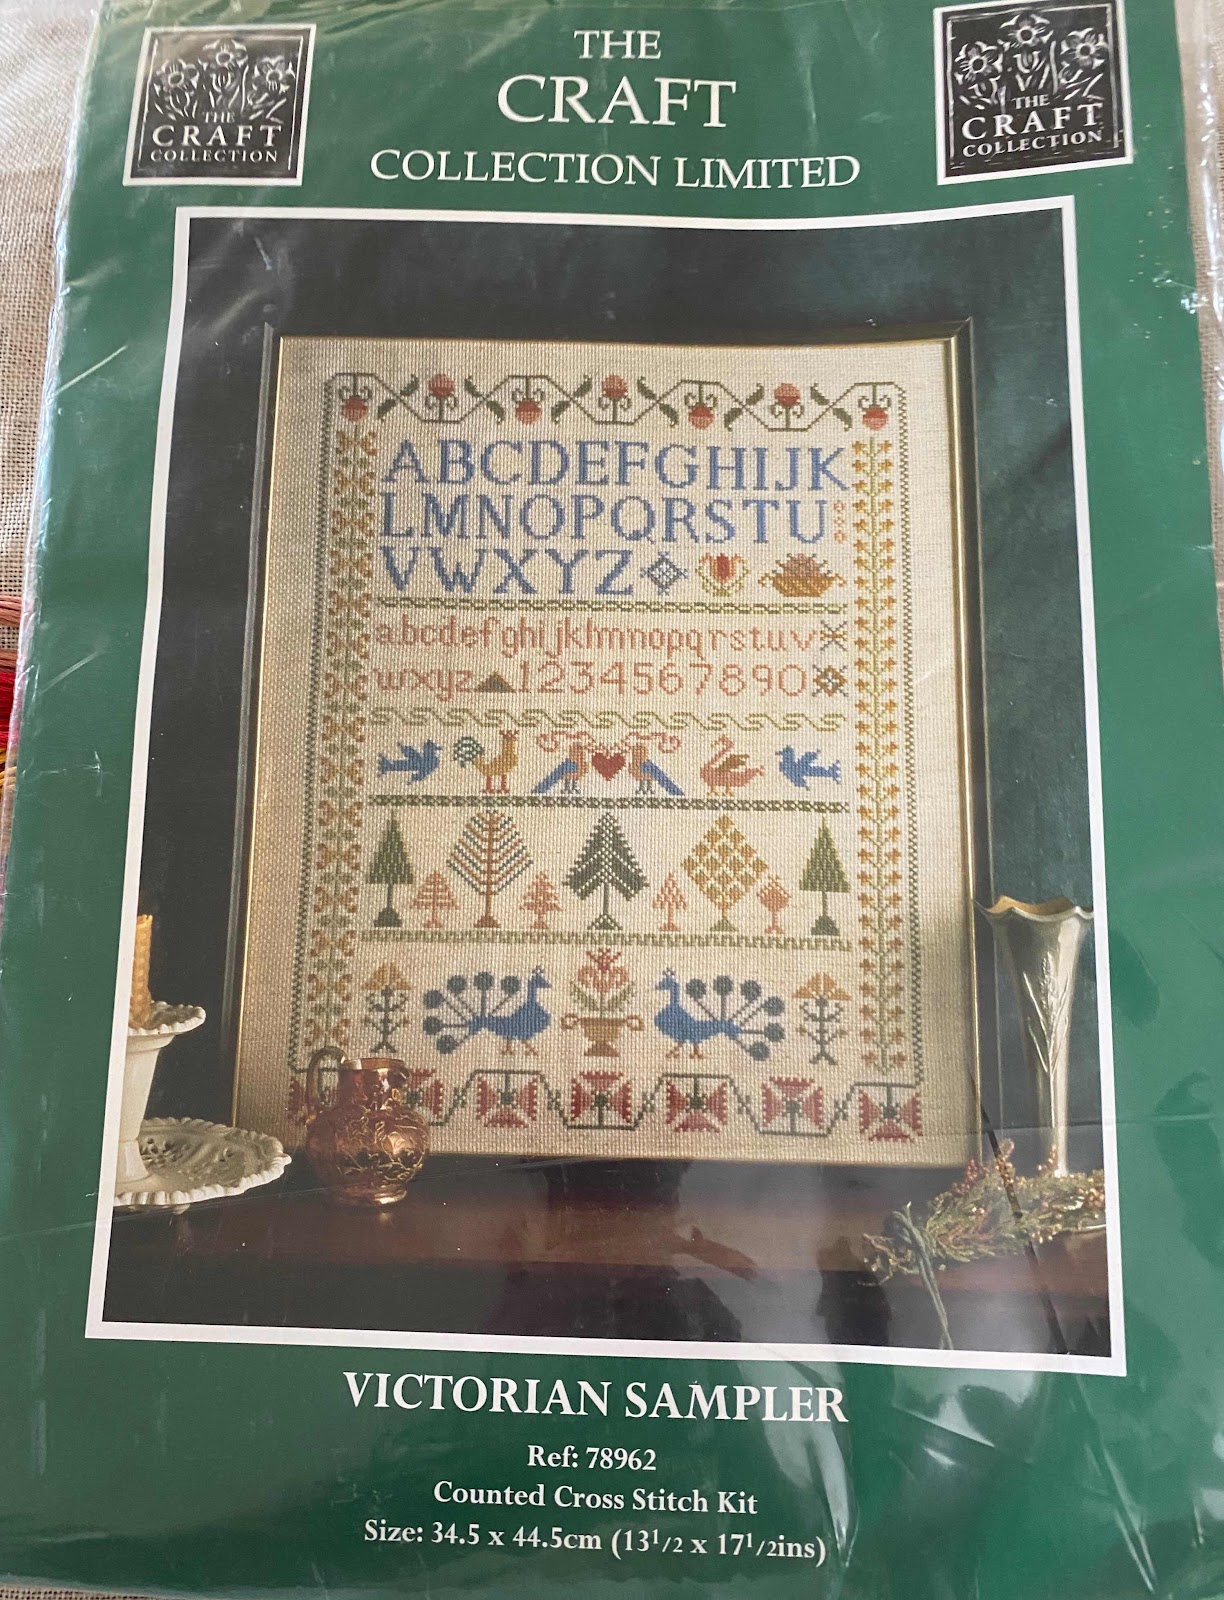 THE
CRAFT
COLLECTION
THE
CRAFT
COLLECTION LIMITED
THE
CRAFT
COLLECTION
ABCDEFGHIJK
LMNOPQRSTU
VWXYZ
abcdefghijklmnopqrstuv
wxyz 1234567890
VICTORIAN SAMPLER
Ref: 78962
Counted Cross Stitch Kit
Size: 34.5 x 44.5cm (13 1/2 x 17 1/2ins)